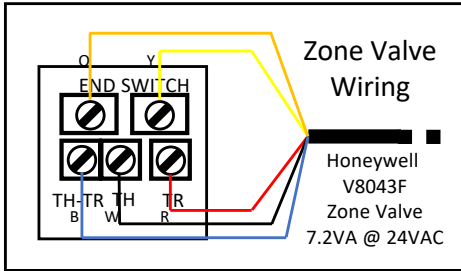 Zone Valve
Wiring
O Y
END SWITCH
TH-TR TH TR
B W R
Honeywell
V8043F
Zone Valve
7.2VA @ 24VAC